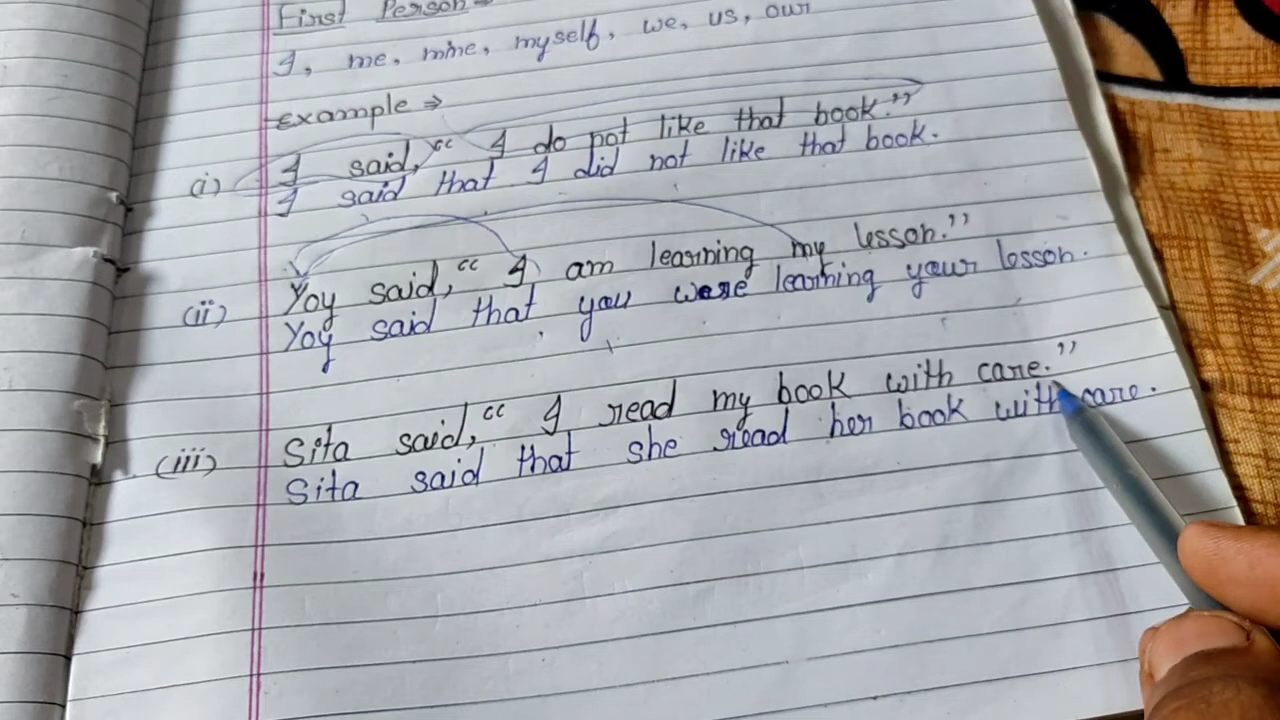 First Person→
I, me, mine, myself, we, us, our
Example ⇒
(i) I said, “ I do not like that book.”
I said that I did not like that book.
(ii) Yoy said, “ I am learning my lesson.”
Yoy said that you were learning your lesson.
(iii) Sita said, “ I read my book with care.”
Sita said that she read her book with care.